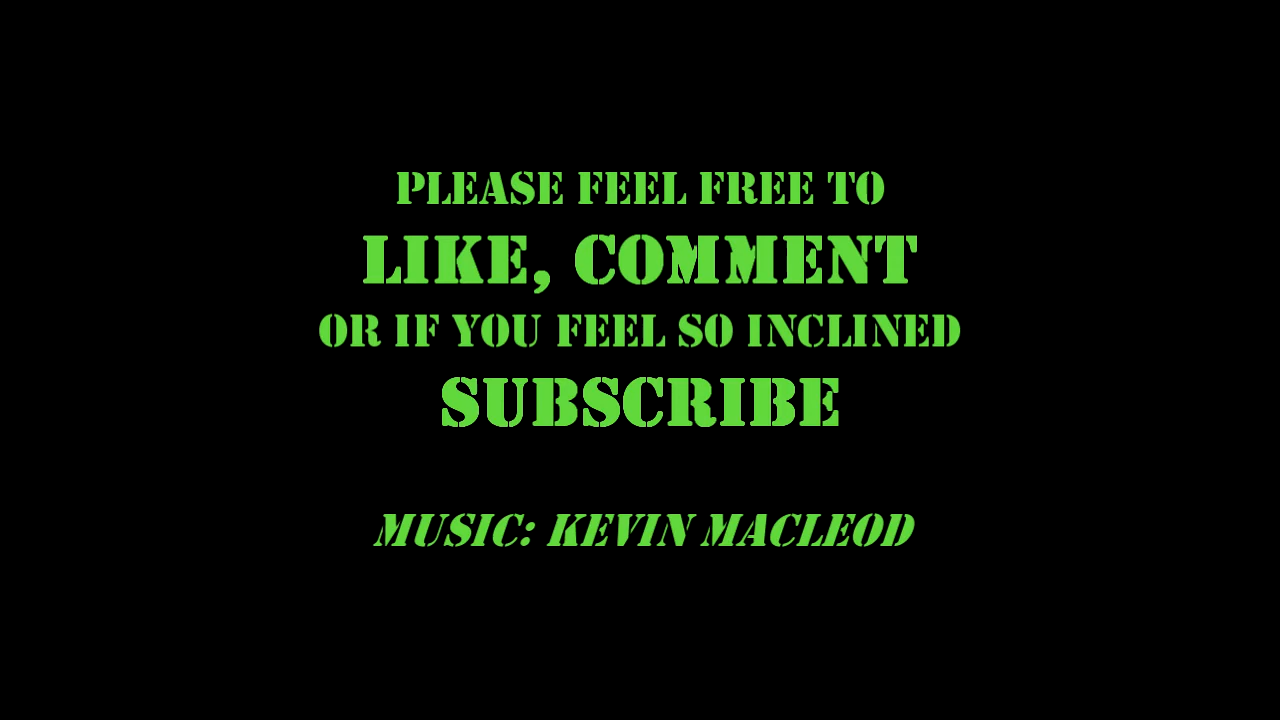 PLEASE FEEL FREE TO
LIKE, COMMENT
OR IF YOU FEEL SO INCLINED
SUBSCRIBE
MUSIC: KEVIN MACLEOD